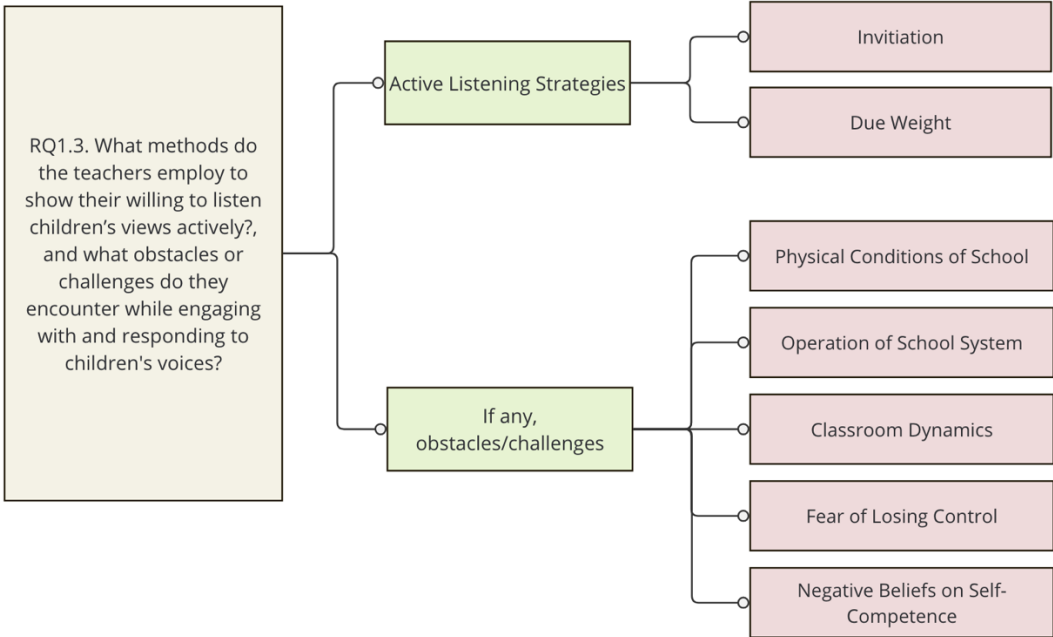 RQ1.3. What methods do
the teachers employ to
show their willing to listen
children’s views actively?,
and what obstacles or
challenges do they
encounter while engaging
with and responding to
children's voices?
Active Listening Strategies
Invitiation
Due Weight
If any,
obstacles/challenges
Physical Conditions of School
Operation of School System
Classroom Dynamics
Fear of Losing Control
Negative Beliefs on Self-
Competence